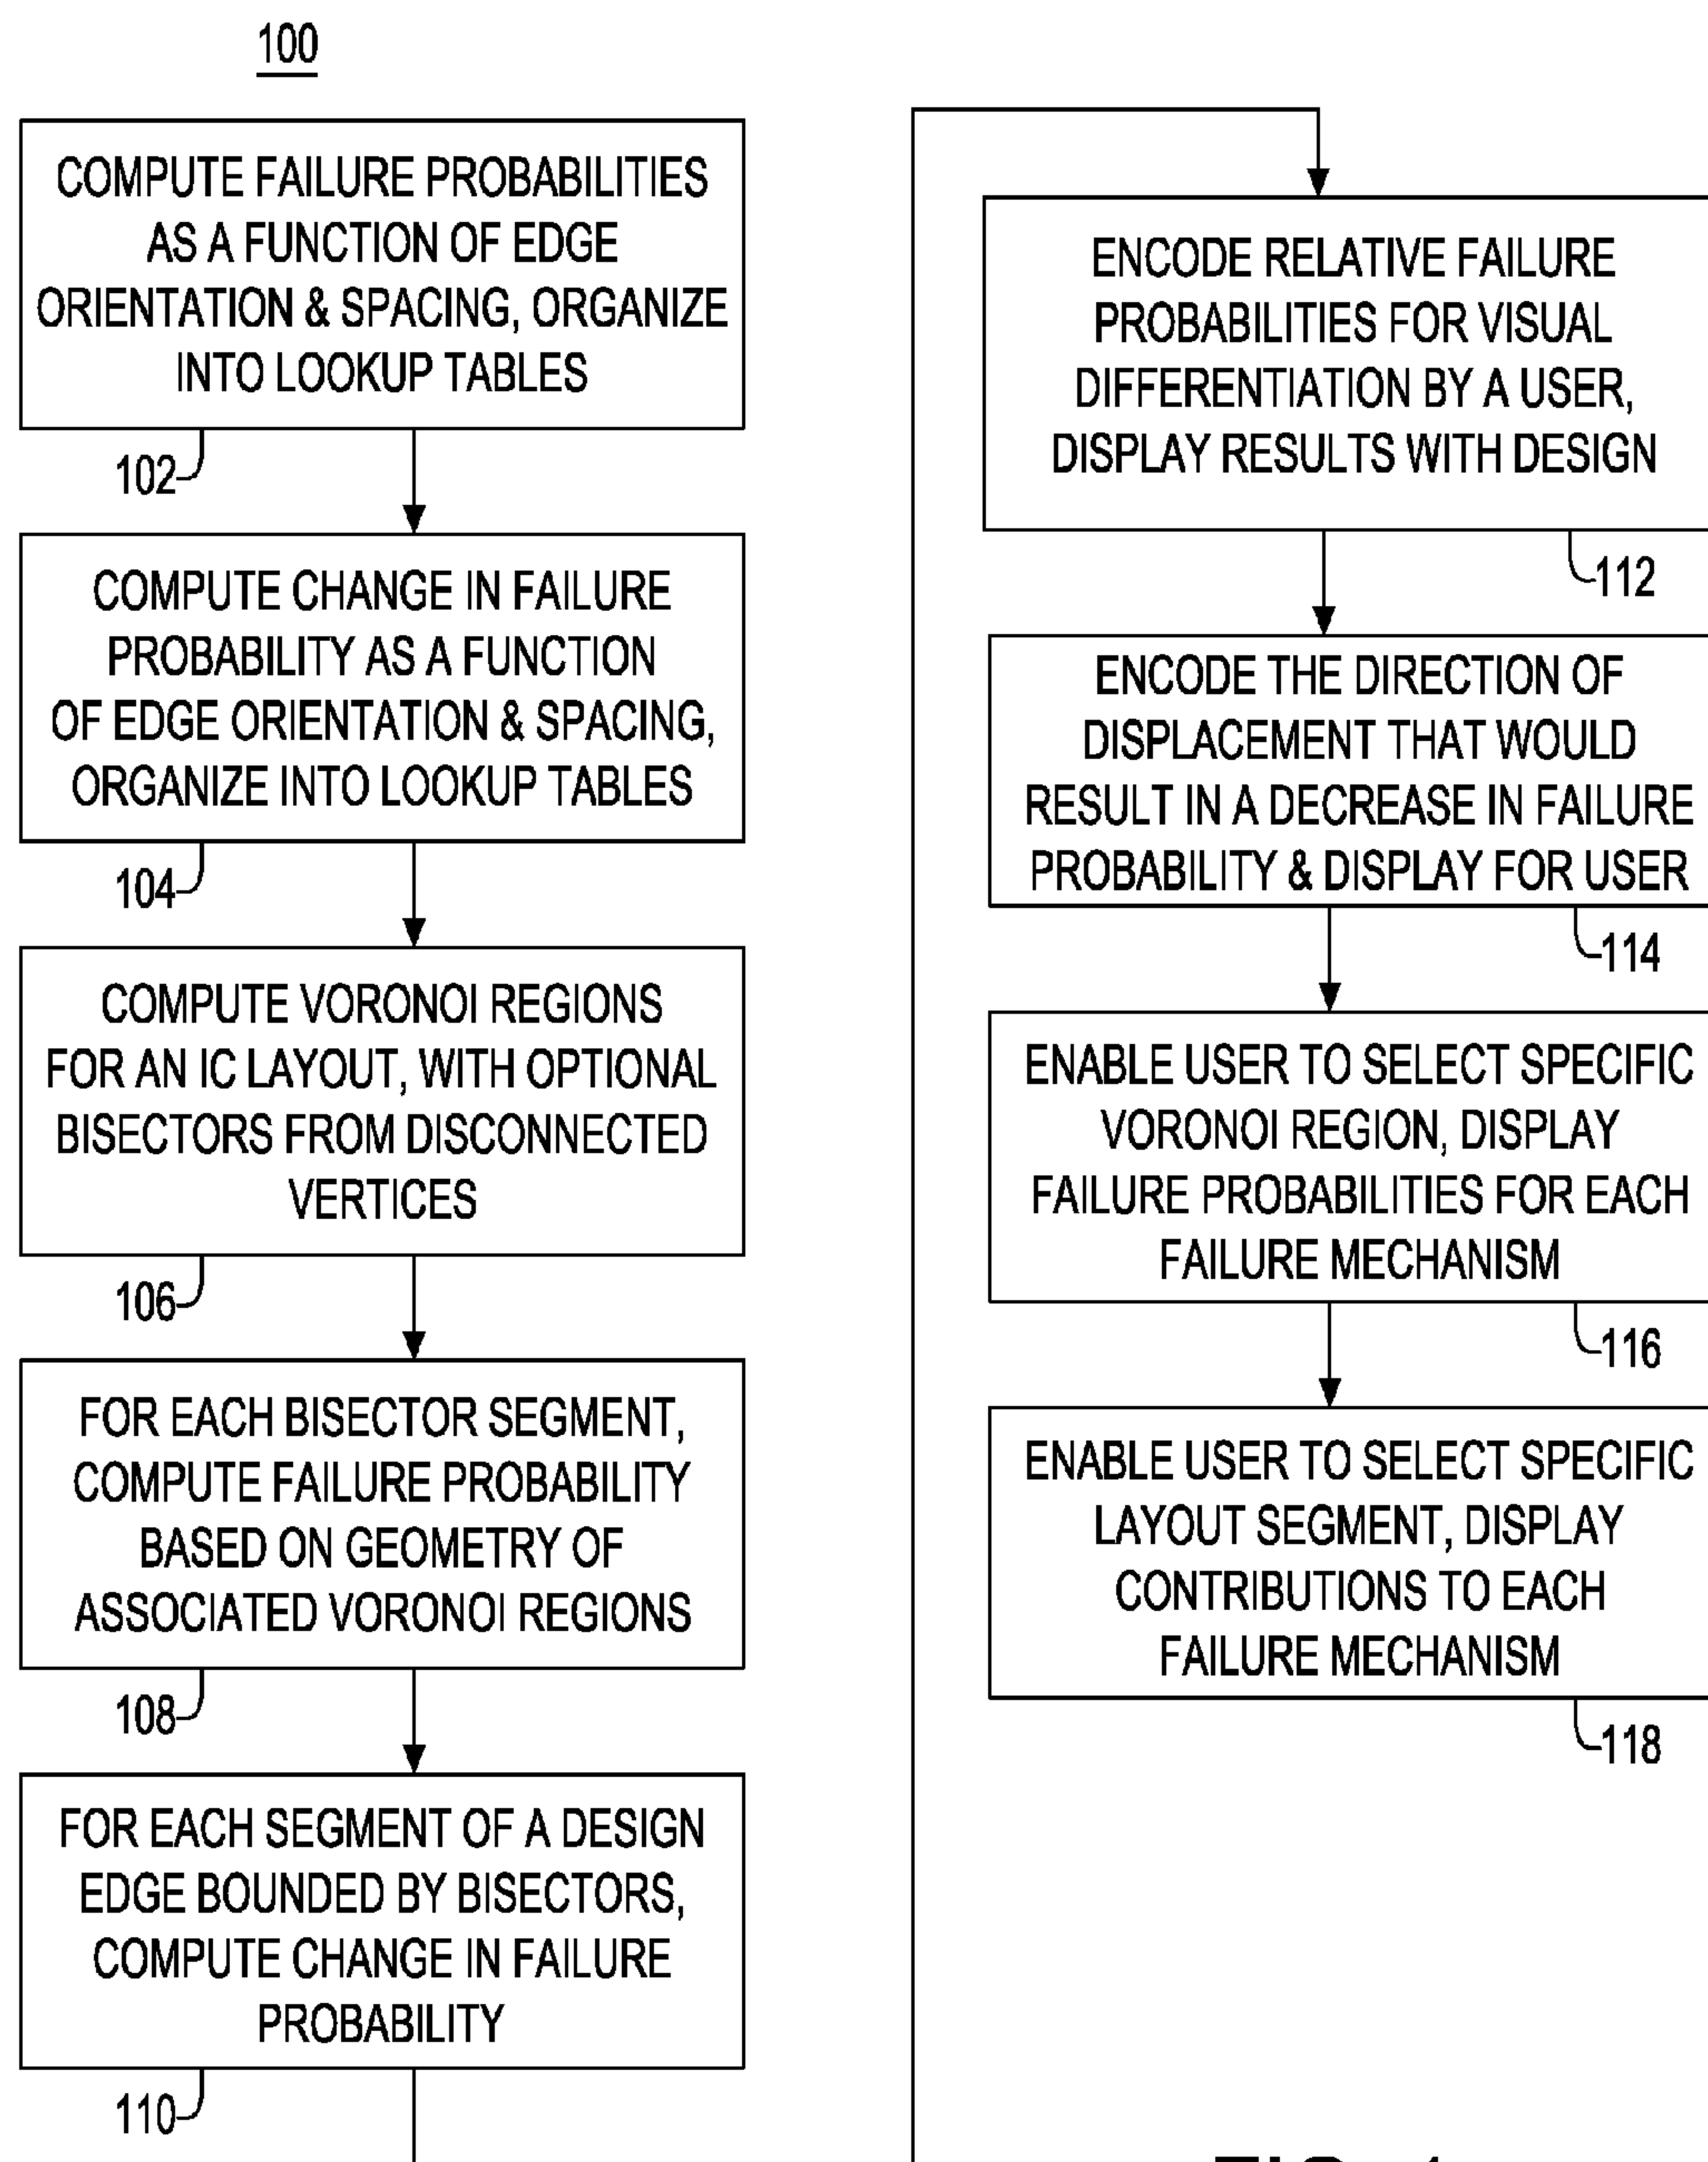 100
COMPUTE FAILURE PROBABILITIES
AS A FUNCTION OF EDGE
ORIENTATION & SPACING, ORGANIZE
INTO LOOKUP TABLES
102
COMPUTE CHANGE IN FAILURE
PROBABILITY AS A FUNCTION
OF EDGE ORIENTATION & SPACING,
ORGANIZE INTO LOOKUP TABLES
104
COMPUTE VORONOI REGIONS
FOR AN IC LAYOUT, WITH OPTIONAL
BISECTORS FROM DISCONNECTED
VERTICES
106
FOR EACH BISECTOR SEGMENT,
COMPUTE FAILURE PROBABILITY
BASED ON GEOMETRY OF
ASSOCIATED VORONOI REGIONS
108
FOR EACH SEGMENT OF A DESIGN
EDGE BOUNDED BY BISECTORS,
COMPUTE CHANGE IN FAILURE
PROBABILITY
110
ENCODE RELATIVE FAILURE
PROBABILITIES FOR VISUAL
DIFFERENTIATION BY A USER,
DISPLAY RESULTS WITH DESIGN
112
ENCODE THE DIRECTION OF
DISPLACEMENT THAT WOULD
RESULT IN A DECREASE IN FAILURE
PROBABILITY & DISPLAY FOR USER
114
ENABLE USER TO SELECT SPECIFIC
VORONOI REGION, DISPLAY
FAILURE PROBABILITIES FOR EACH
FAILURE MECHANISM
116
ENABLE USER TO SELECT SPECIFIC
LAYOUT SEGMENT, DISPLAY
CONTRIBUTIONS TO EACH
FAILURE MECHANISM
118